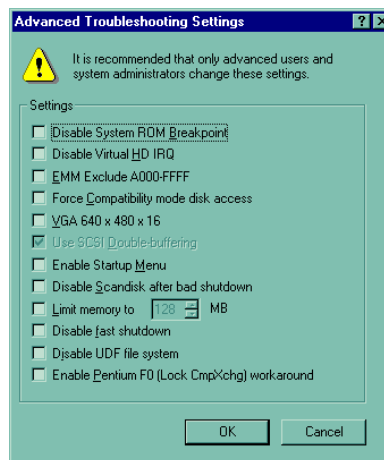 Advanced Troubleshooting Settings
It is recommended that only advanced users and
system administrators change these settings.
Settings
Disable System ROM Breakpoint
Disable Virtual HD IRQ
EMM Exclude A000-FFFF
Force Compatibility mode disk access
VGA 640 x 480 x 16
Use SCSI Double-buffering
Enable Startup Menu
Disable Scandisk after bad shutdown
Limit memory to 128 MB
Disable fast shutdown
Disable UDF file system
Enable Pentium F0 (Lock CmpXchg) workaround
OK Cancel